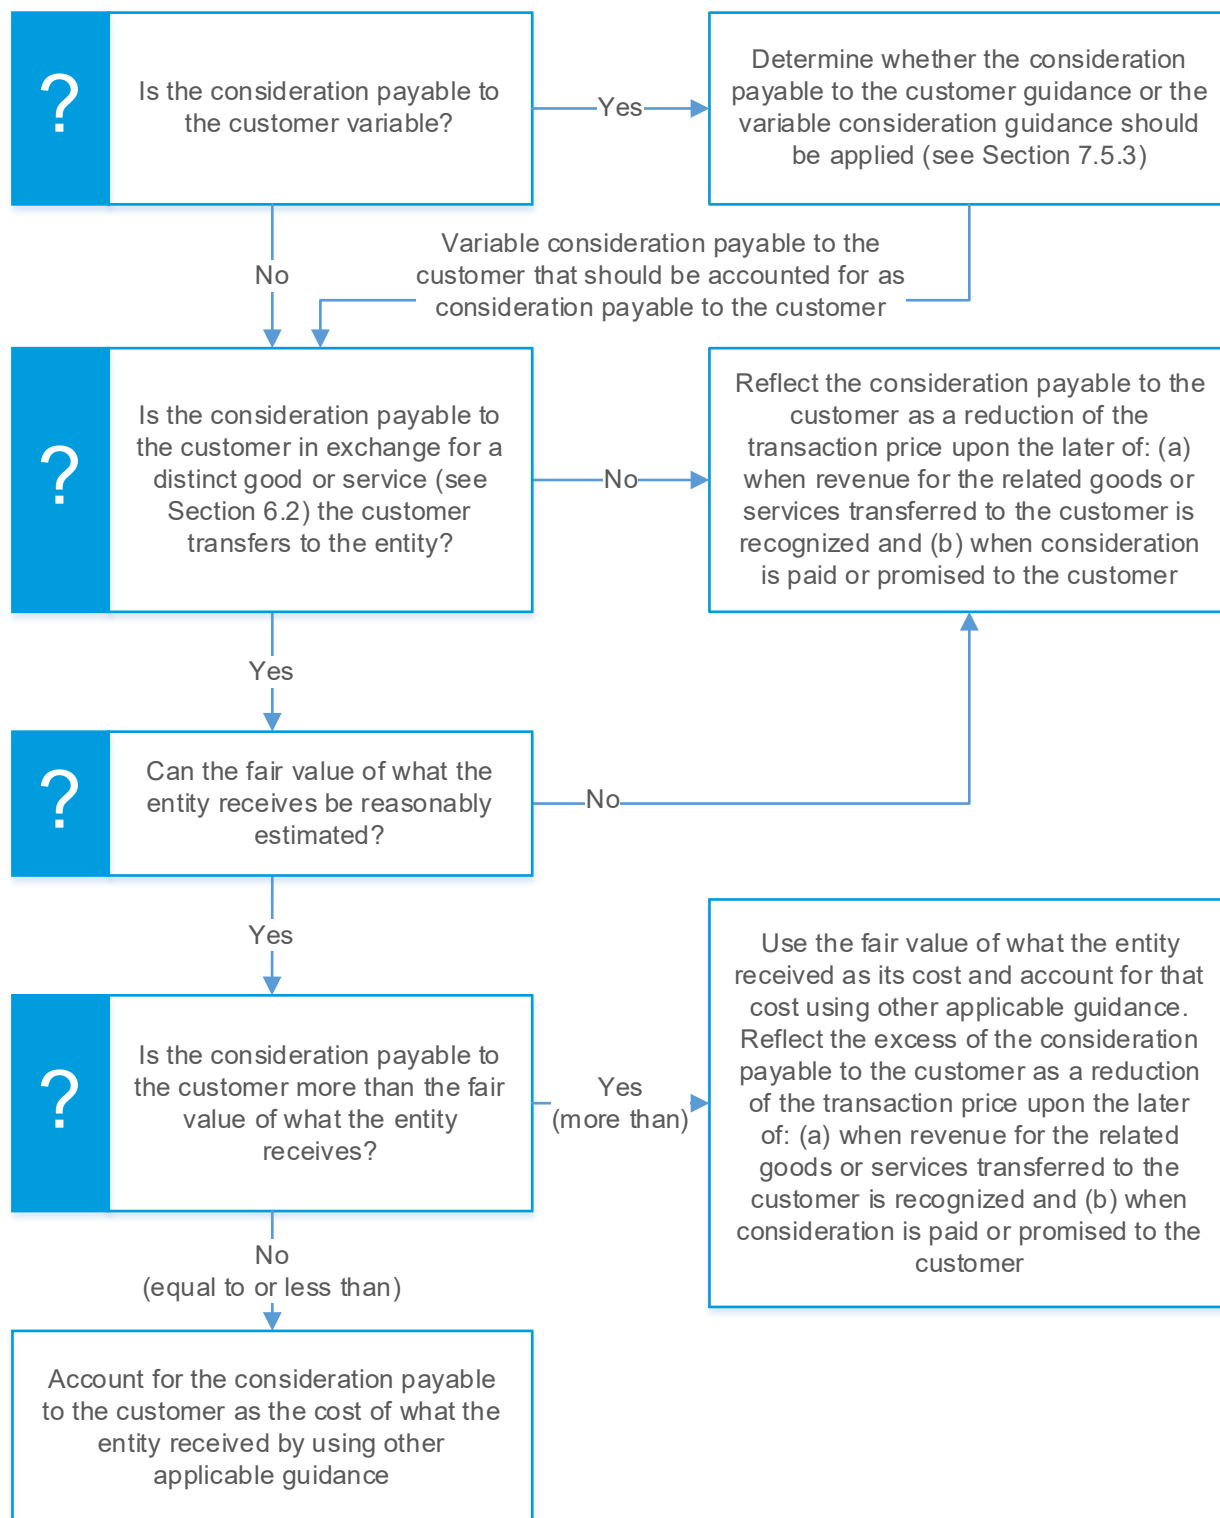 ?
Is the consideration payable to
the customer variable?
Yes
Determine whether the consideration
payable to the customer guidance or the
variable consideration guidance should
be applied (see Section 7.5.3)
No
Variable consideration payable to the
customer that should be accounted for as
consideration payable to the customer
?
Is the consideration payable to
the customer in exchange for a
distinct good or service (see
Section 6.2) the customer
transfers to the entity?
No
Reflect the consideration payable to the
customer as a reduction of the
transaction price upon the later of: (a)
when revenue for the related goods or
services transferred to the customer is
recognized and (b) when consideration
is paid or promised to the customer
Yes
?
Can the fair value of what the
entity receives be reasonably
estimated?
No
Yes
?
Is the consideration payable to
the customer more than the fair
value of what the entity
receives?
Yes
(more than)
Use the fair value of what the entity
received as its cost and account for that
cost using other applicable guidance.
Reflect the excess of the consideration
payable to the customer as a reduction
of the transaction price upon the later
of: (a) when revenue for the related
goods or services transferred to the
customer is recognized and (b) when
consideration is paid or promised to the
customer
No
(equal to or less than)
Account for the consideration payable
to the customer as the cost of what the
entity received by using other
applicable guidance